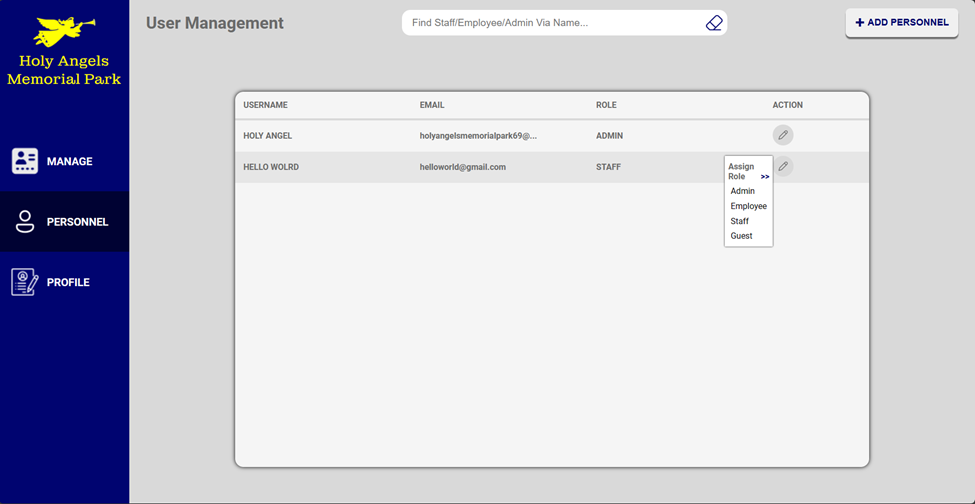 Holy Angels
Memorial Park
MANAGE
PERSONNEL
PROFILE
User Management
Find Staff/Employee/Admin Via Name...
+ ADD PERSONNEL
USERNAME EMAIL ROLE ACTION
HOLY ANGEL holyangelsmemorialpark69@... ADMIN
HELLO WOLRD helloworld@gmail.com STAFF
Assign
Role >>
Admin
Employee
Staff
Guest